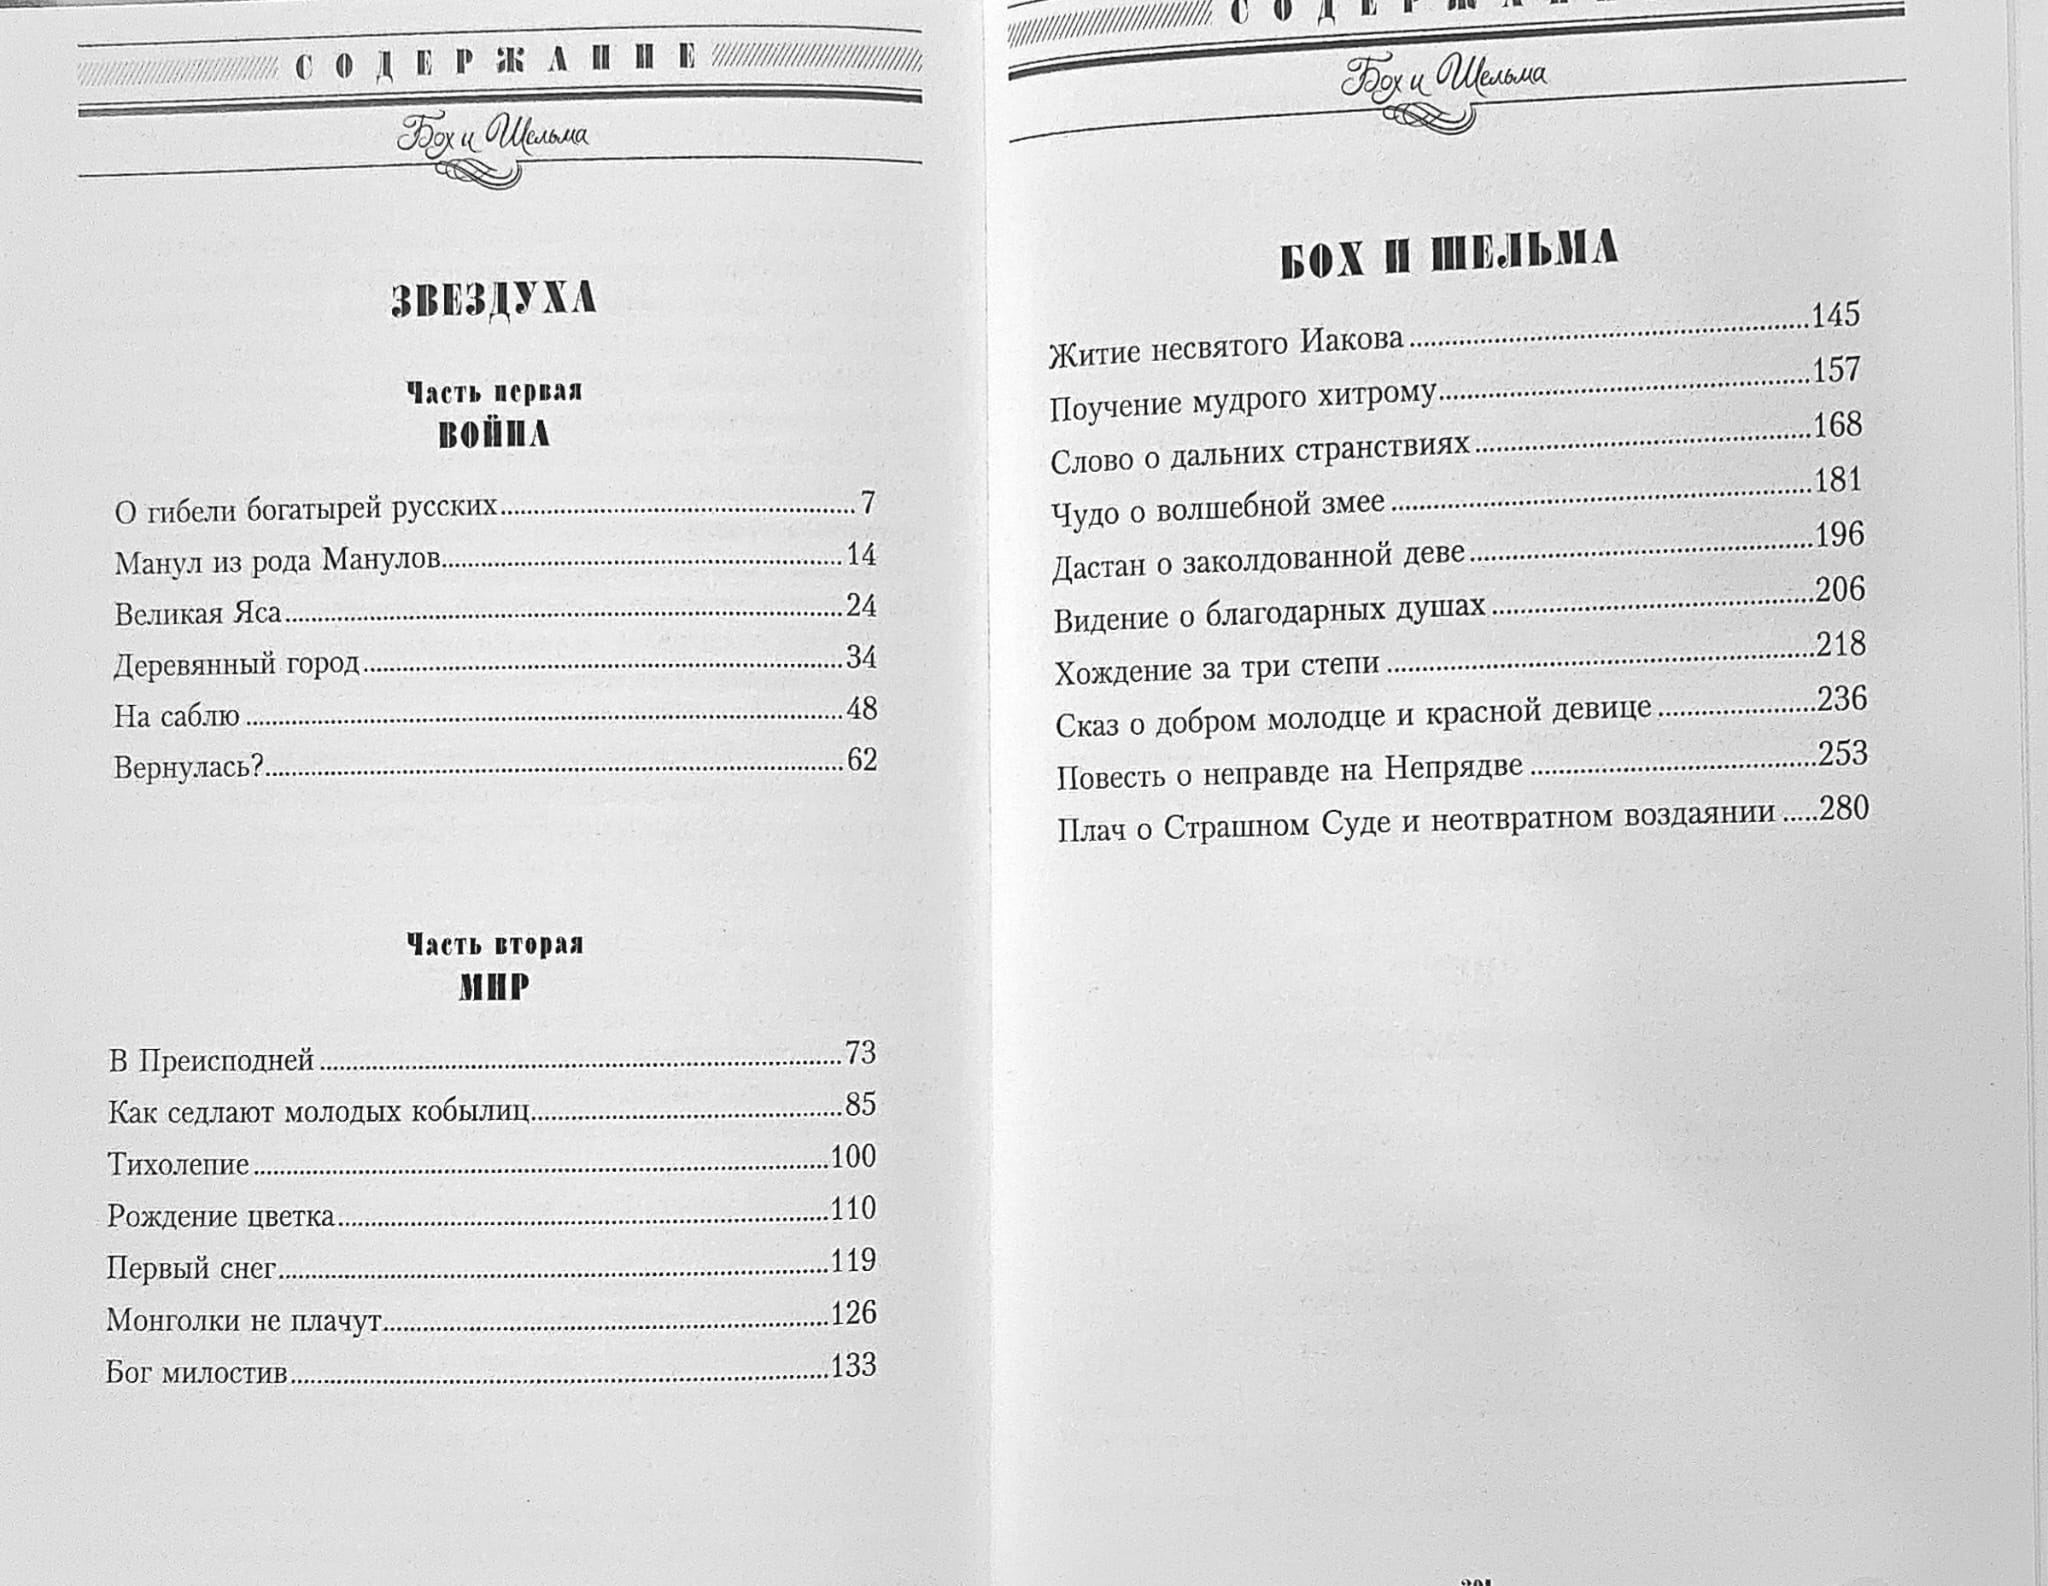 СОДЕРЖАНИЕ
Бох и Шельма
ЗВЕЗДУХА
Часть первая
ВОЙНА
О гибели богатырей русских 7
Манул из рода Манулов 14
Великая Яса 24
Деревянный город 34
На саблю 48
Вернулась? 62
Часть вторая
МИР
В Преисподней 73
Как седлают молодых кобылиц 85
Тихолепие 100
Рождение цветка 110
Первый снег 119
Монголки не плачут 126
Бог милостив 133
СОДЕРЖАНИЕ
Бох и Шельма
БОХ И ШЕЛЬМА
Житие несвятого Иакова 145
Поучение мудрого хитрому 157
Слово о дальних странствиях 168
Чудо о волшебной змее 181
Дастан о заколдованной деве 196
Видение о благодарных душах 206
Хождение за три степи 218
Сказ о добром молодце и красной девице 236
Повесть о неправде на Непрядве 253
Плач о Страшном Суде и неотвратном воздаянии 280